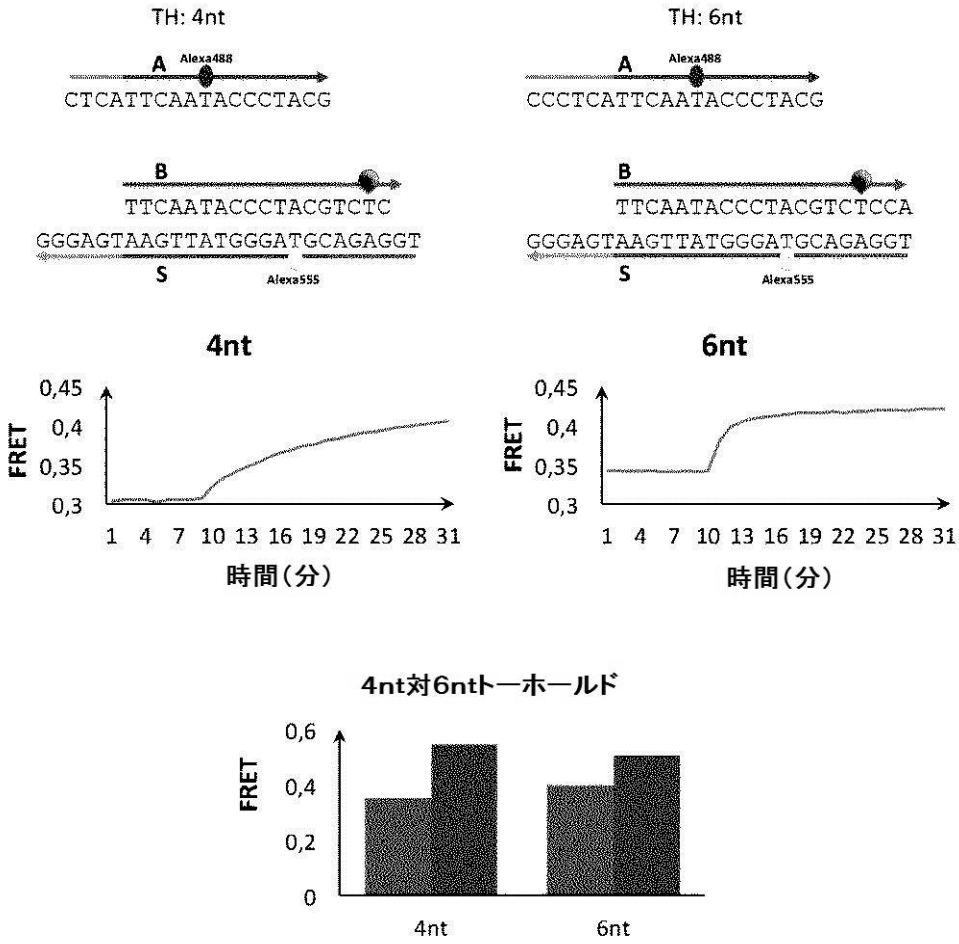 TH: 4nt
A Alexa488
CTCATTCAATACCCTACG
B
TTCAATACCCTACGTCTC
GGGAGTAAGTTATGGGATGCAGAGGT
S Alexa555
TH: 6nt
A Alexa488
CCCTCATTCAATACCCTACG
B
TTCAATACCCTACGTCTCCA
GGGAGTAAGTTATGGGATGCAGAGGT
S Alexa555
4nt
FRET
0,45
0,4
0,35
0,3
1 4 7 10 13 16 19 22 25 28 31
時間(分)
6nt
FRET
0,45
0,4
0,35
0,3
1 4 7 10 13 16 19 22 25 28 31
時間(分)
4nt対6ntトーホールド
FRET
0,6
0,4
0,2
0
4nt 6nt